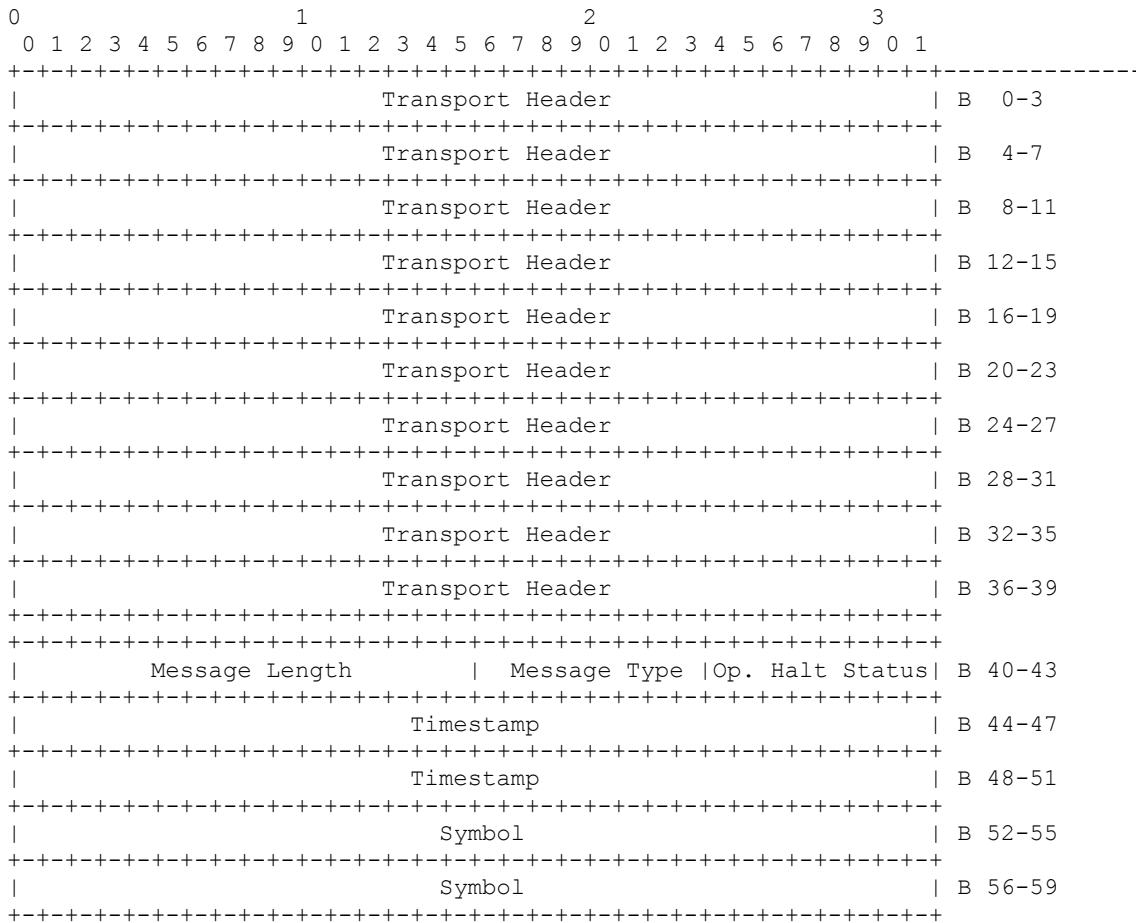 0                   1                   2                   3
 0 1 2 3 4 5 6 7 8 9 0 1 2 3 4 5 6 7 8 9 0 1 2 3 4 5 6 7 8 9 0 1
+-+-+-+-+-+-+-+-+-+-+-+-+-+-+-+-+-+-+-+-+-+-+-+-+-+-+-+-+-+-+-+-+--------------
|                         Transport Header                      | B  0-3
+-+-+-+-+-+-+-+-+-+-+-+-+-+-+-+-+-+-+-+-+-+-+-+-+-+-+-+-+-+-+-+-+
|                         Transport Header                      | B  4-7
+-+-+-+-+-+-+-+-+-+-+-+-+-+-+-+-+-+-+-+-+-+-+-+-+-+-+-+-+-+-+-+-+
|                         Transport Header                      | B  8-11
+-+-+-+-+-+-+-+-+-+-+-+-+-+-+-+-+-+-+-+-+-+-+-+-+-+-+-+-+-+-+-+-+
|                         Transport Header                      | B 12-15
+-+-+-+-+-+-+-+-+-+-+-+-+-+-+-+-+-+-+-+-+-+-+-+-+-+-+-+-+-+-+-+-+
|                         Transport Header                      | B 16-19
+-+-+-+-+-+-+-+-+-+-+-+-+-+-+-+-+-+-+-+-+-+-+-+-+-+-+-+-+-+-+-+-+
|                         Transport Header                      | B 20-23
+-+-+-+-+-+-+-+-+-+-+-+-+-+-+-+-+-+-+-+-+-+-+-+-+-+-+-+-+-+-+-+-+
|                         Transport Header                      | B 24-27
+-+-+-+-+-+-+-+-+-+-+-+-+-+-+-+-+-+-+-+-+-+-+-+-+-+-+-+-+-+-+-+-+
|                         Transport Header                      | B 28-31
+-+-+-+-+-+-+-+-+-+-+-+-+-+-+-+-+-+-+-+-+-+-+-+-+-+-+-+-+-+-+-+-+
|                         Transport Header                      | B 32-35
+-+-+-+-+-+-+-+-+-+-+-+-+-+-+-+-+-+-+-+-+-+-+-+-+-+-+-+-+-+-+-+-+
|                         Transport Header                      | B 36-39
+-+-+-+-+-+-+-+-+-+-+-+-+-+-+-+-+-+-+-+-+-+-+-+-+-+-+-+-+-+-+-+-+
+-+-+-+-+-+-+-+-+-+-+-+-+-+-+-+-+-+-+-+-+-+-+-+-+-+-+-+-+-+-+-+-+
|         Message Length        |  Message Type |Op. Halt Status| B 40-43
+-+-+-+-+-+-+-+-+-+-+-+-+-+-+-+-+-+-+-+-+-+-+-+-+-+-+-+-+-+-+-+-+
|                           Timestamp                           | B 44-47
+-+-+-+-+-+-+-+-+-+-+-+-+-+-+-+-+-+-+-+-+-+-+-+-+-+-+-+-+-+-+-+-+
|                           Timestamp                           | B 48-51
+-+-+-+-+-+-+-+-+-+-+-+-+-+-+-+-+-+-+-+-+-+-+-+-+-+-+-+-+-+-+-+-+
|                             Symbol                            | B 52-55
+-+-+-+-+-+-+-+-+-+-+-+-+-+-+-+-+-+-+-+-+-+-+-+-+-+-+-+-+-+-+-+-+
|                             Symbol                            | B 56-59
+-+-+-+-+-+-+-+-+-+-+-+-+-+-+-+-+-+-+-+-+-+-+-+-+-+-+-+-+-+-+-+-+